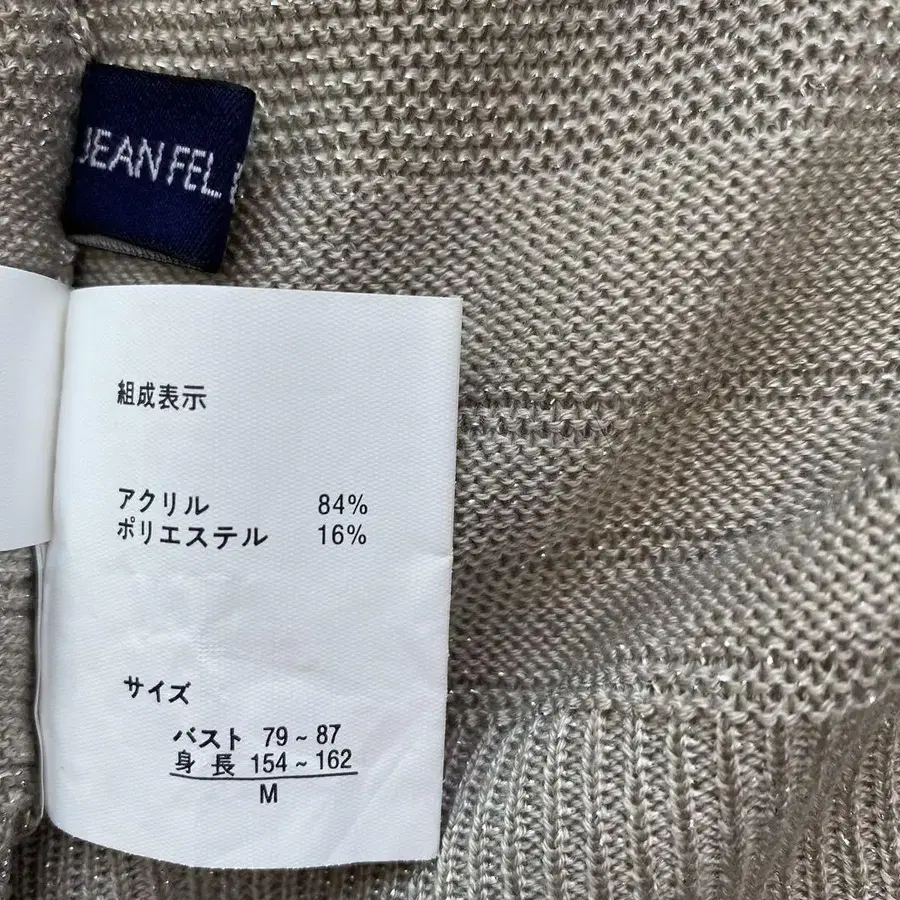 JEAN FEL
組成表示
アクリル 84%
ポリエステル 16%
サイズ
バスト 79~87
身長 154~162
M